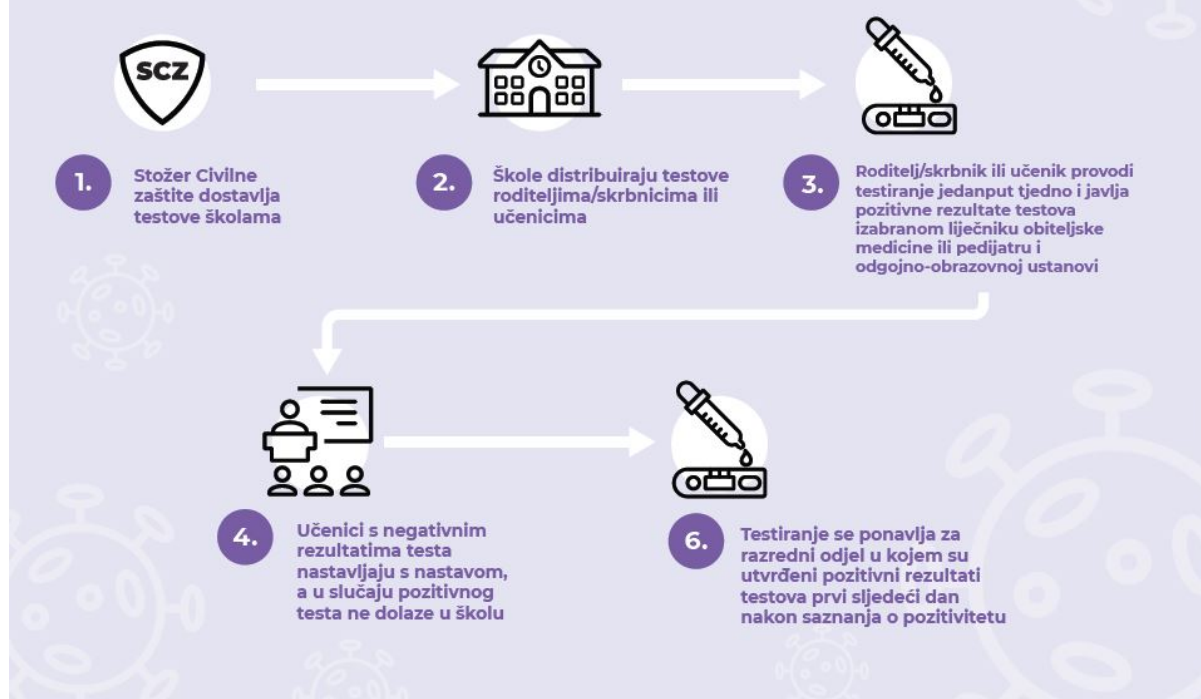 SCZ
1.
Stožer Civilne
zaštite dostavlja
testove školama
2.
Škole distribuiraju testove
roditeljima/skrbnicima ili
učenicima
3.
Roditelj/skrbnik ili učenik provodi
testiranje jedanput tjedno i javlja
pozitivne rezultate testova
izabranom liječniku obiteljske
medicine ili pedijatru i
odgojno-obrazovnoj ustanovi
4.
Učenici s negativnim
rezultatima testa
nastavljaju s nastavom,
a u slučaju pozitivnog
testa ne dolaze u školu
6.
Testiranje se ponavlja za
razredni odjel u kojem su
utvrđeni pozitivni rezultati
testova prvi sljedeći dan
nakon saznanja o pozitivitetu